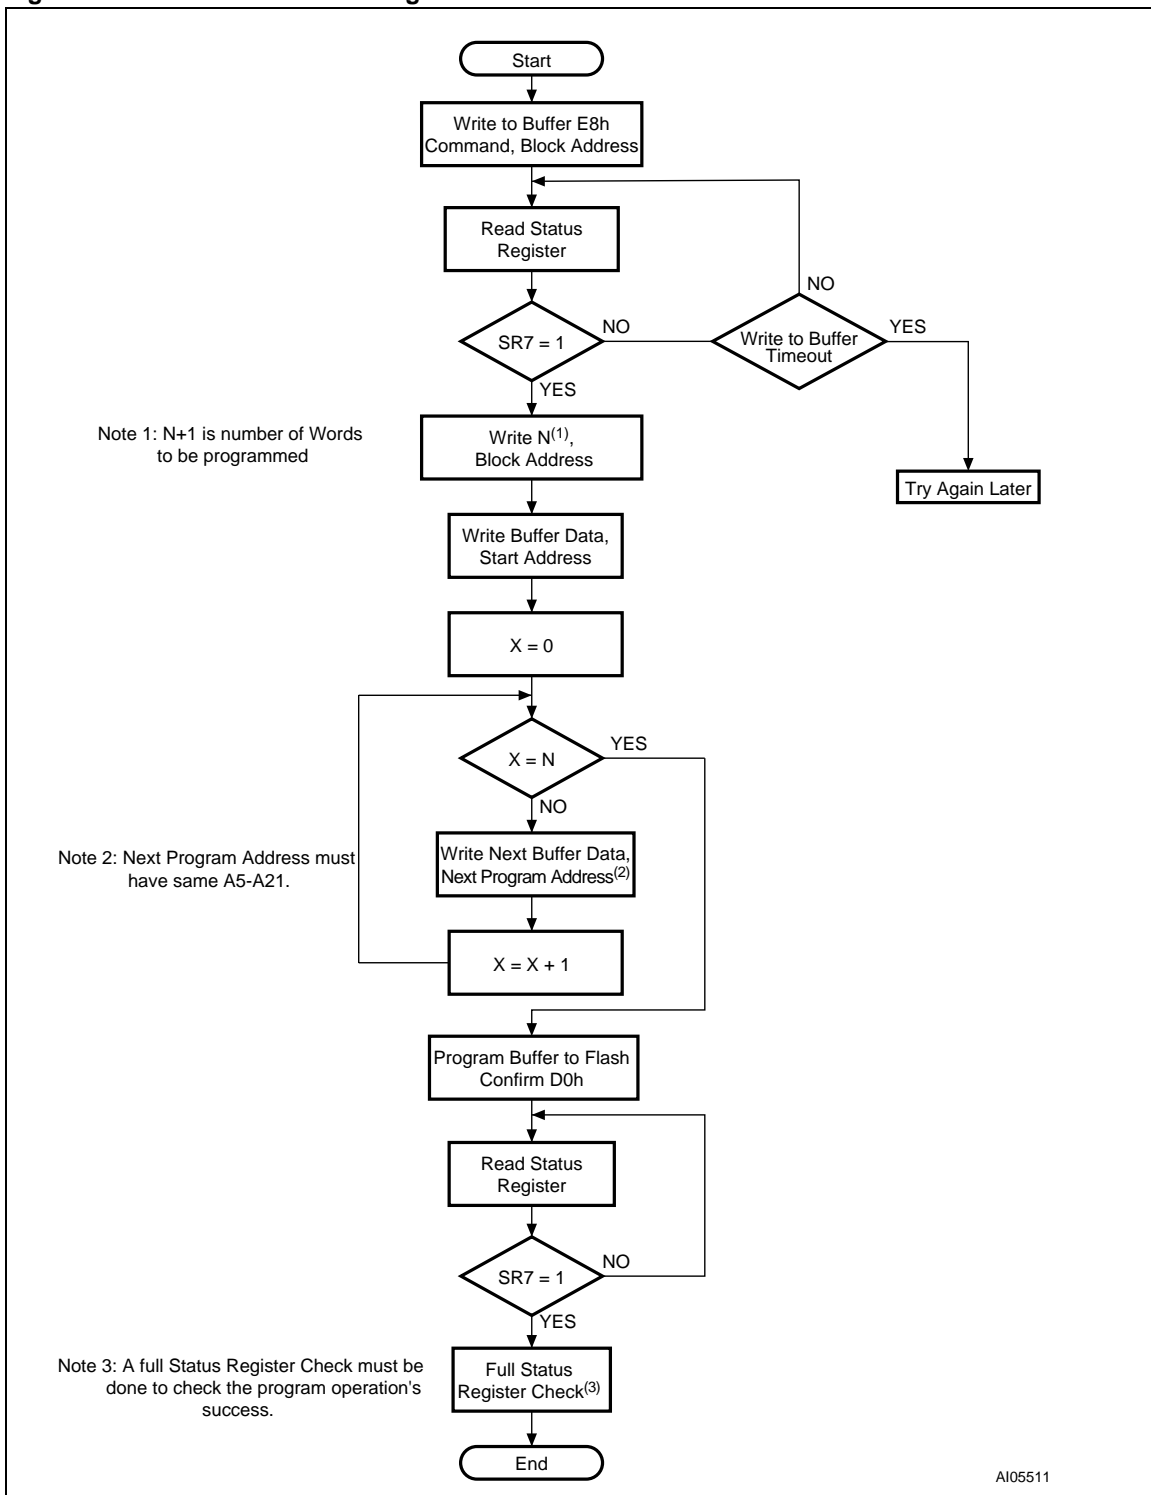 Start
Write to Buffer E8h
Command, Block Address
Read Status
Register
NO
SR7 = 1
NO
Write to Buffer
Timeout
YES
YES
Note 1: N+1 is number of Words
to be programmed
Write N(1),
Block Address
Try Again Later
Write Buffer Data,
Start Address
X = 0
X = N
YES
NO
Note 2: Next Program Address must
have same A5-A21.
Write Next Buffer Data,
Next Program Address(2)
X = X + 1
Program Buffer to Flash
Confirm D0h
Read Status
Register
SR7 = 1
NO
YES
Note 3: A full Status Register Check must be
done to check the program operation's
success.
Full Status
Register Check(3)
End
AI05511